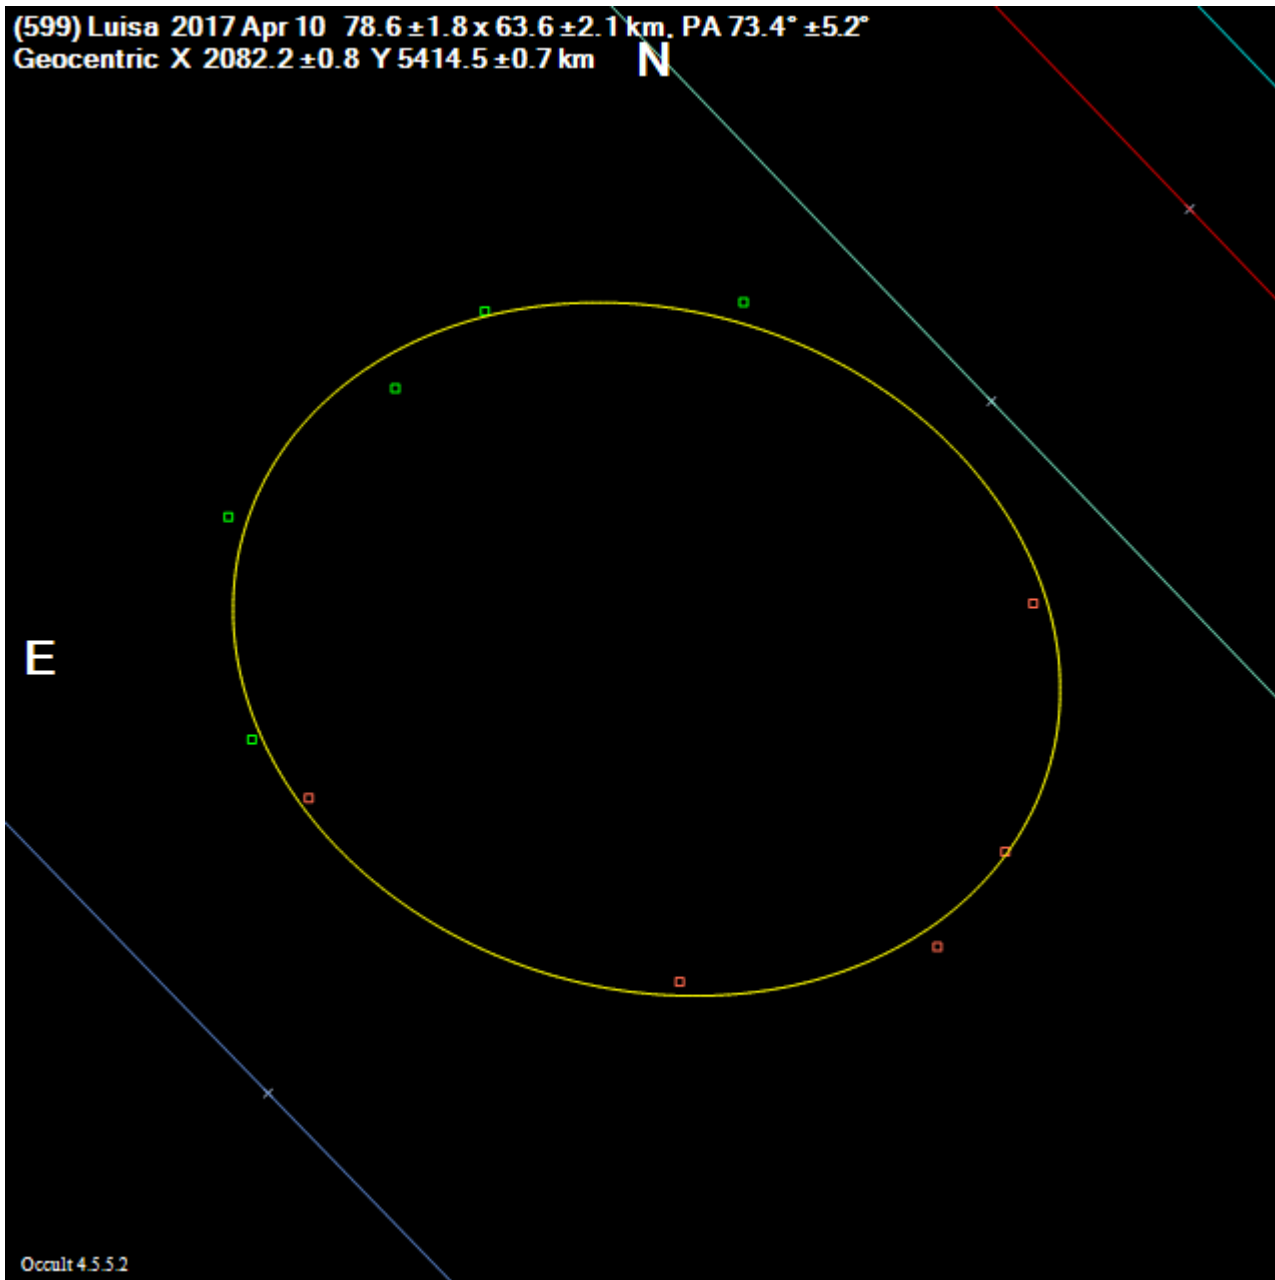 (599) Luisa 2017 Apr 10 78.6 ±1.8 x 63.6 ±2.1 km, PA 73.4° ±5.2°
Geocentric X 2082.2 ±0.8 Y 5414.5 ±0.7 km
N
E
Occult 4.5.5.2